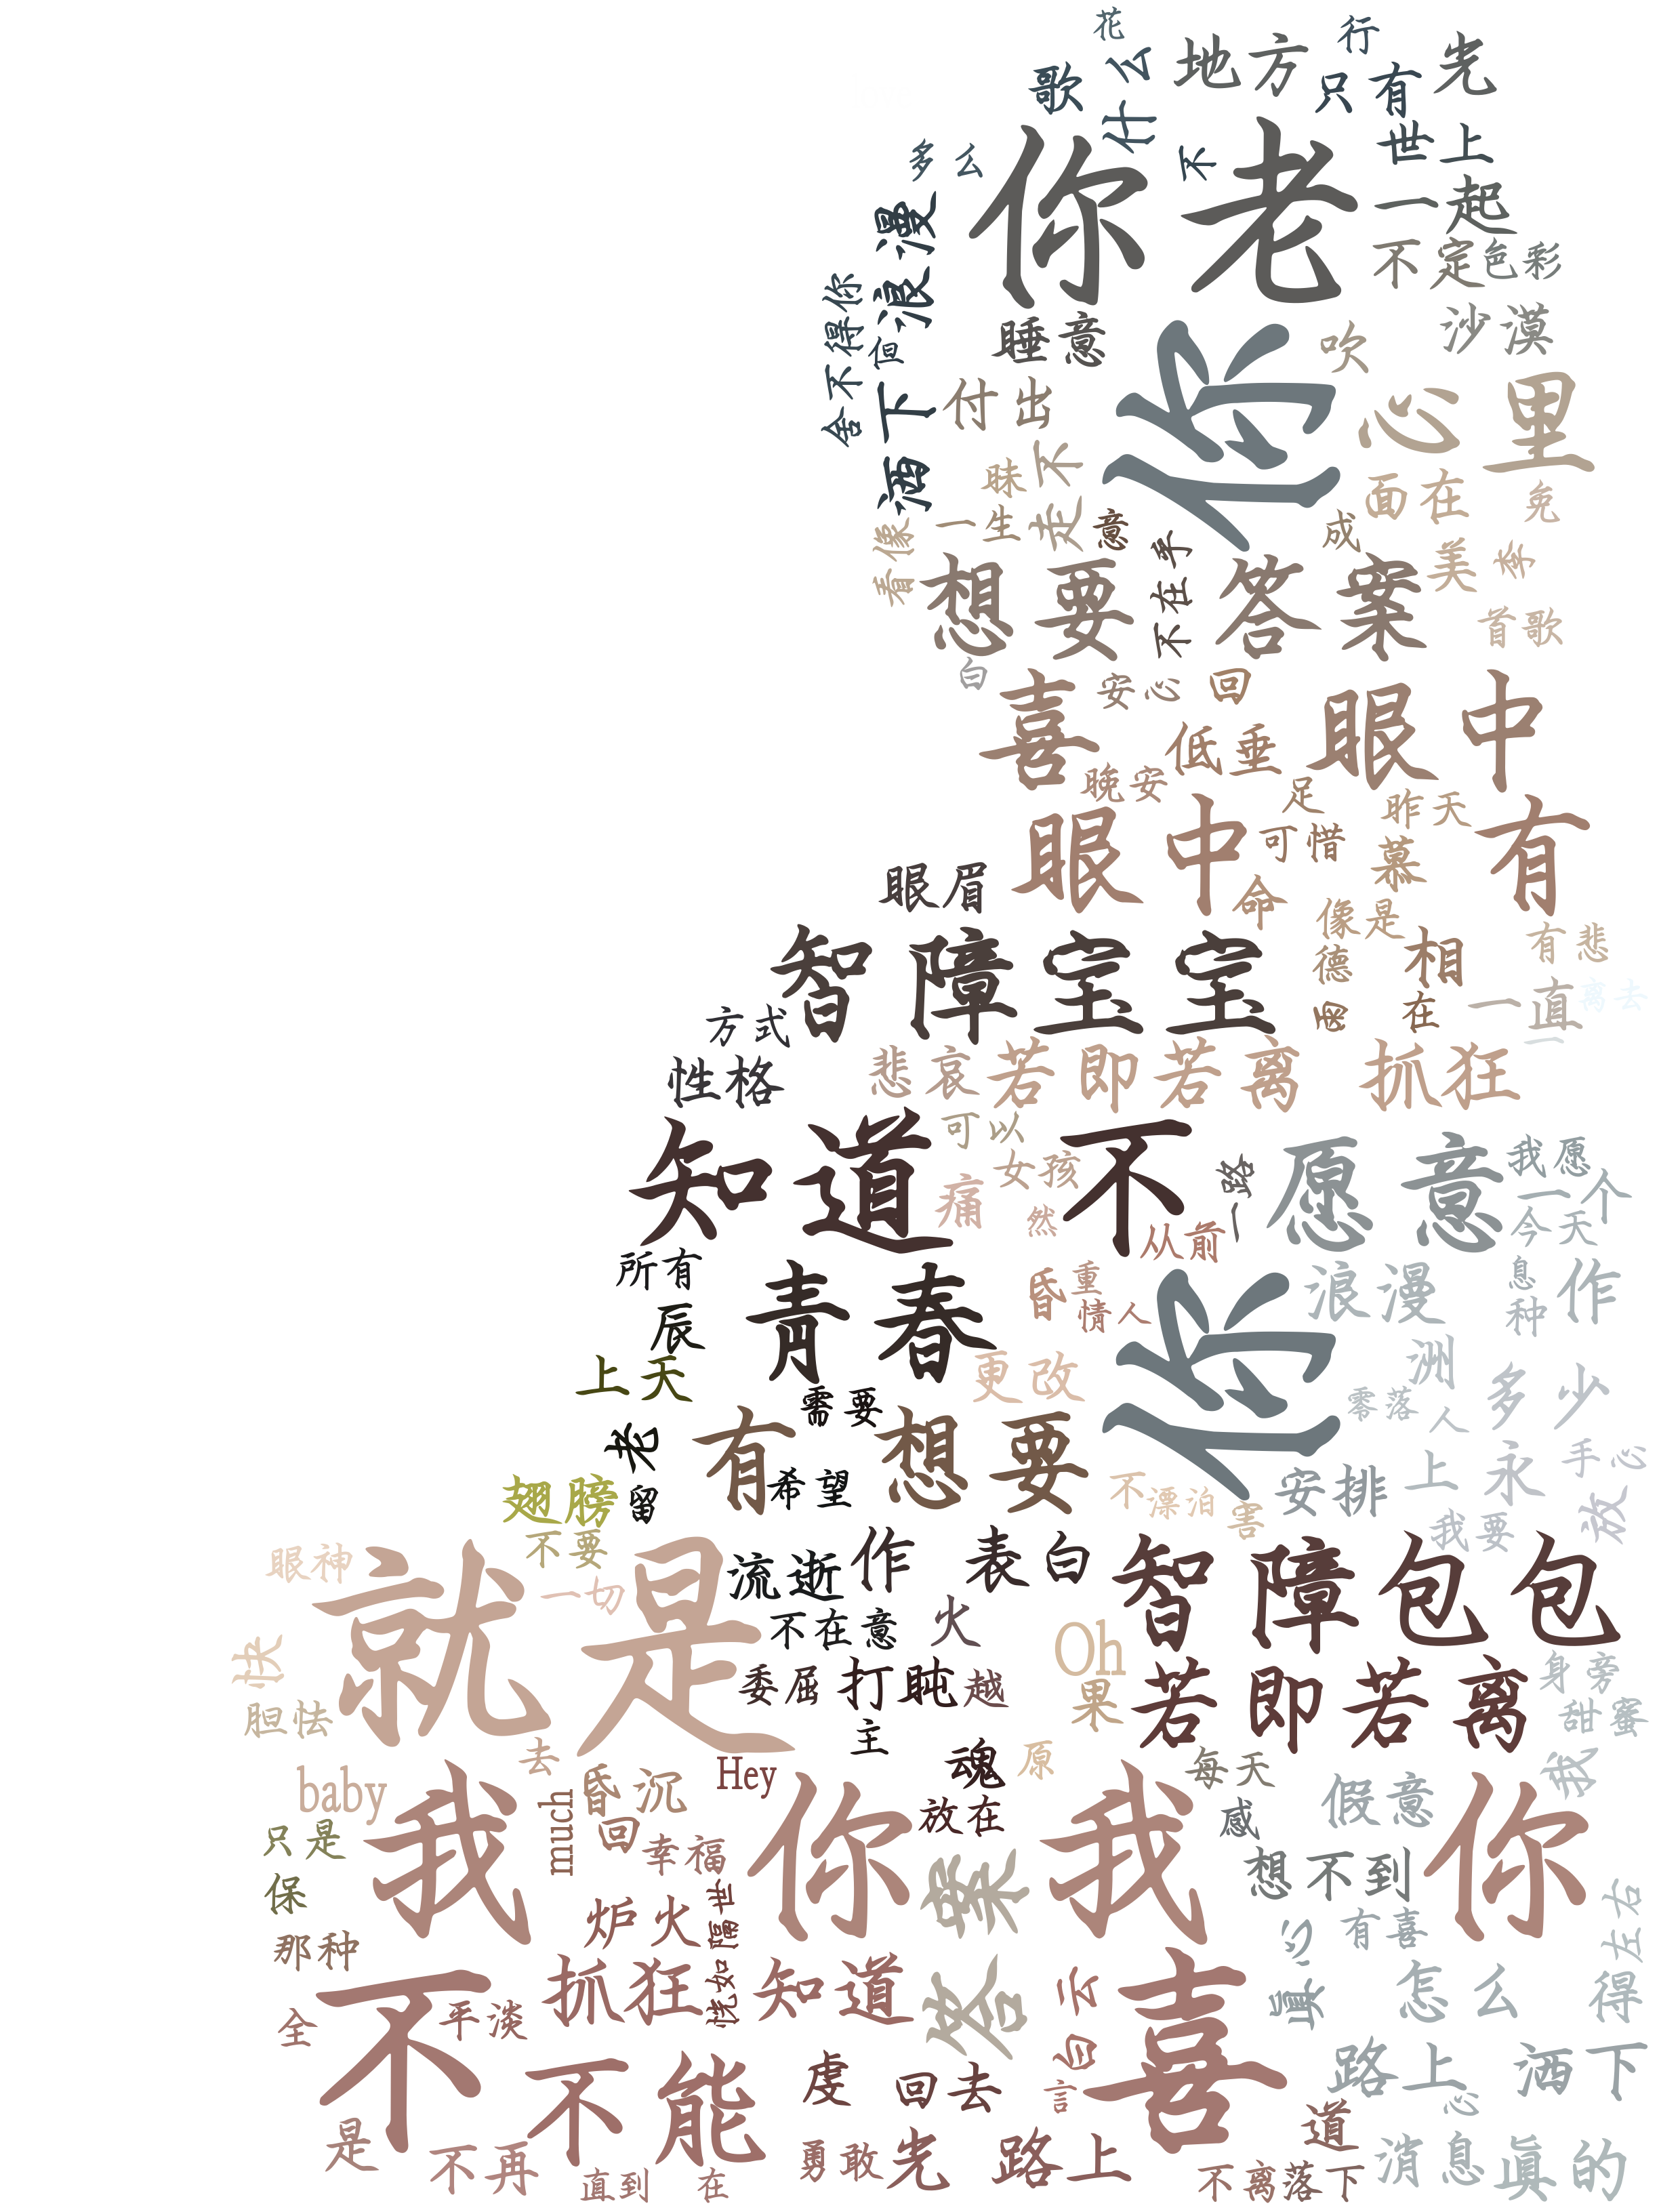 花
行
地方
光
什么
歌
只有
世上
多么
不
你老
一起
洒下浪漫
不定
色彩
舍不得你
沙漠
睡意
吹
你
付出
心里
走不
昧
面在
免
看像
一生
意
不在乎
成
美
季
想要
答案
首歌
白
安心
回
喜
眼中
低垂
晚安
足
昨天
眼中
可惜
慕
有
眼眉
命
像是
有悲
智障宝宝
德
相
一直
离去
方式
在
一
性格
悲哀
若即若离
抓狂
可以
知道
不
女孩
痛
然
一路
愿意
我愿
一个
今天
从前
所有
青春
昏
重
情人
你
浪漫
息
种
作
辰
上天
更改
洲
多少
需要
零落
人
老
有
想要
希望
留
翅膀
不
漂泊
害
安排
上
永
手心
放
我要
不要
眼神
就是
一切
流逝
作
表白
智障包包
不在意
火
Oh
快
胆怯
委屈
打盹
越
果
若即若离
身旁
甜蜜
主
去
魂
原
每天
我
baby
我
much
昏沉
Hey
你
放在
我
感
假意
你
只是
回
幸福
保
答案
想不到
炉火
恍如隔世
真心
有喜
左右
那种
不
抓狂
知道
白云
喜
怎么
得
全
平淡
不
不能
虔
回去
言
路上
心
洒下
是
不再
直到
在
勇敢
光
路上
道
不离
落下
消息
真的